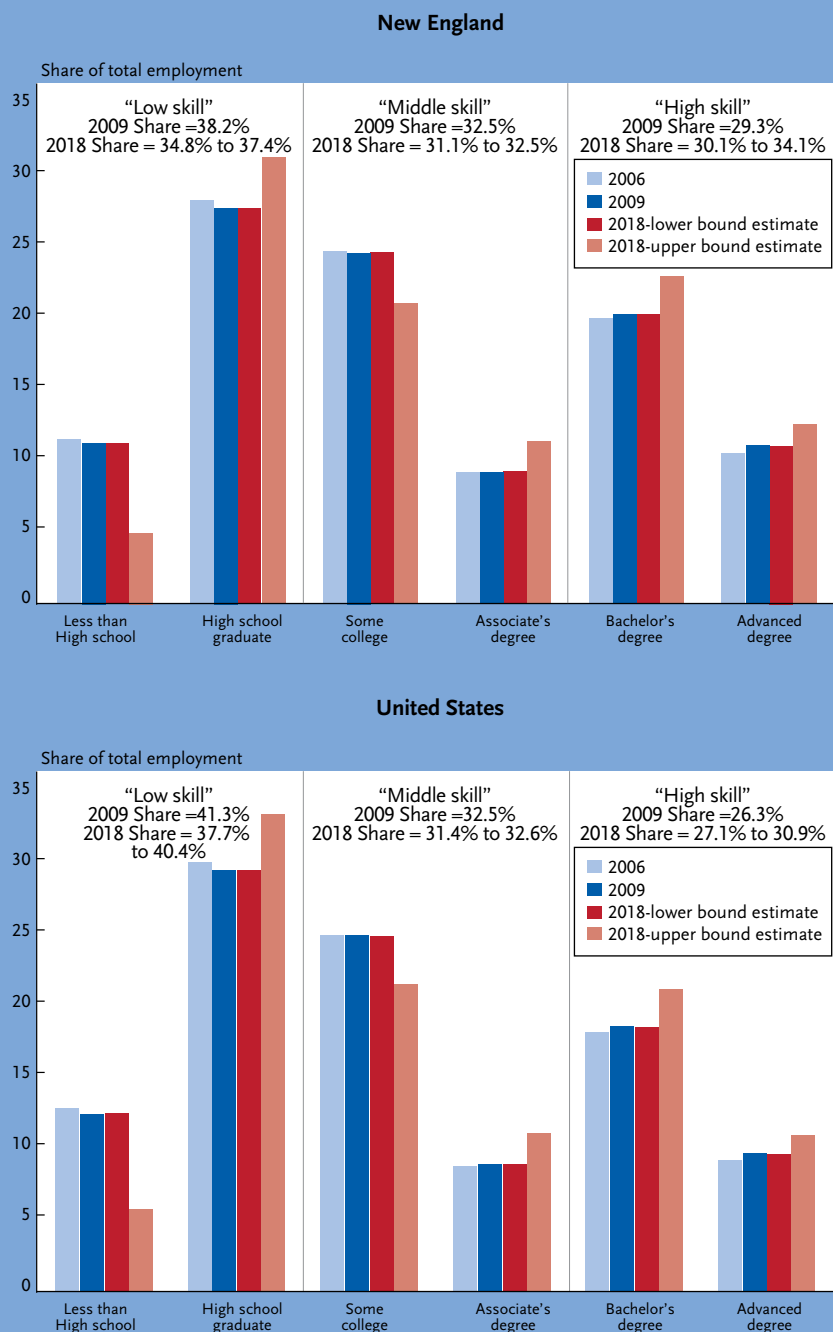 New England
Share of total employment
35
30
25
20
15
10
5
0
“Low skill”
2009 Share =38.2%
2018 Share = 34.8% to 37.4%
“Middle skill”
2009 Share =32.5%
2018 Share = 31.1% to 32.5%
“High skill”
2009 Share =29.3%
2018 Share = 30.1% to 34.1%
2006
2009
2018-lower bound estimate
2018-upper bound estimate
Less than
High school
High school
graduate
Some
college
Associate’s
degree
Bachelor’s
degree
Advanced
degree
United States
Share of total employment
35
30
25
20
15
10
5
0
“Low skill”
2009 Share =41.3%
2018 Share = 37.7%
to 40.4%
“Middle skill”
2009 Share =32.5%
2018 Share = 31.4% to 32.6%
“High skill”
2009 Share =26.3%
2018 Share = 27.1% to 30.9%
2006
2009
2018-lower bound estimate
2018-upper bound estimate
Less than
High school
High school
graduate
Some
college
Associate’s
degree
Bachelor’s
degree
Advanced
degree